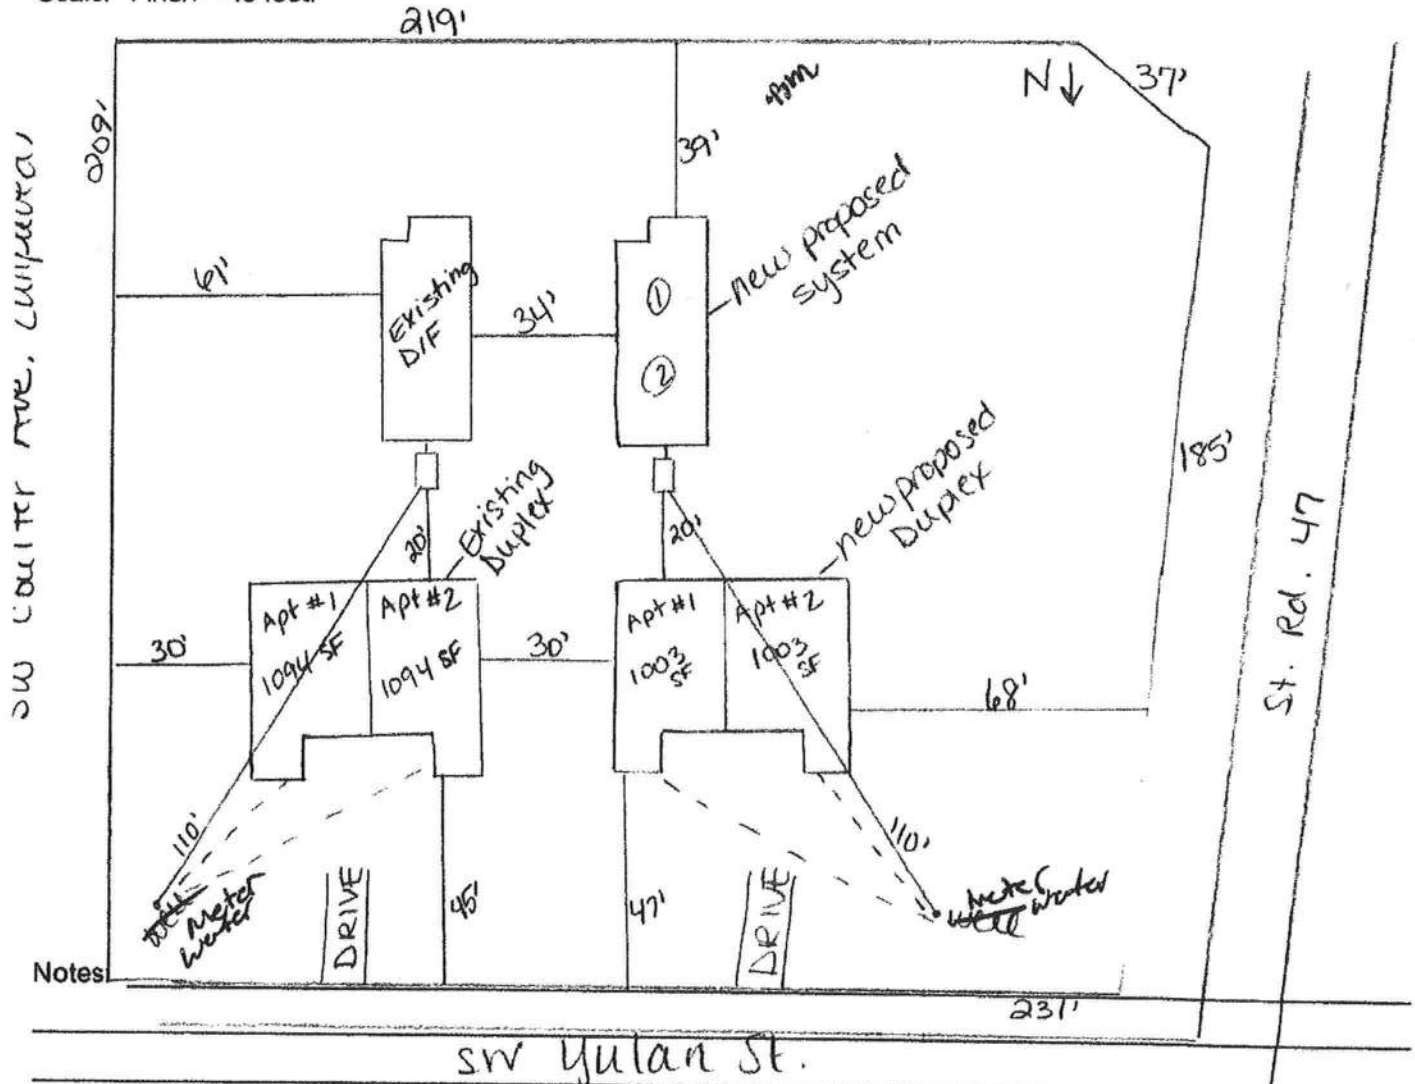 219'
37'
N
BM
209'
39'
SW Coulter Ave.
new proposed
system
61'
Existing
D/F
34'
1
2
185'
St. Rd. 47
Existing
Duplex
20'
new proposed
Duplex
20'
Apt #1
1094 SF
Apt #2
1094 SF
Apt #1
1003
SF
Apt #2
1003
SF
30'
30'
68'
110'
110'
well
Meter
water
DRIVE
45'
47'
DRIVE
Meter
well water
Notes
231'
SW Yulan St.